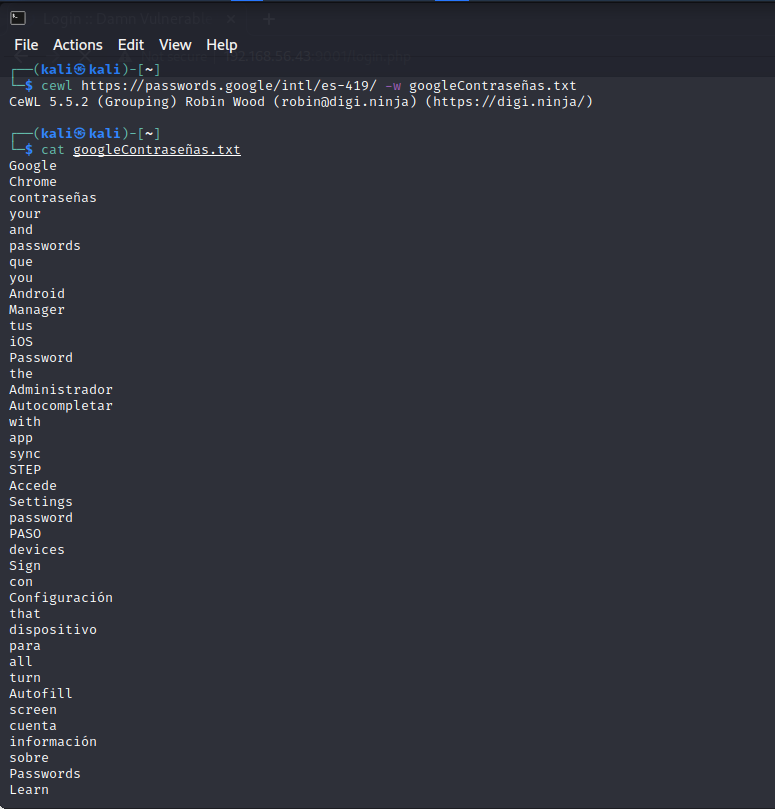 Login :: Damn Vulnerable
File Actions Edit View Help
192.168.56.43
┌──(kali㉿kali)-[~]
└─$ cewl https://passwords.google/intl/es-419/ -w googleContraseñas.txt
CeWL 5.5.2 (Grouping) Robin Wood (robin@digi.ninja) (https://digi.ninja/)
┌──(kali㉿kali)-[~]
└─$ cat googleContraseñas.txt
Google
Chrome
contraseñas
your
and
passwords
que
you
Android
Manager
tus
iOS
Password
the
Administrador
Autocompletar
with
app
sync
STEP
Accede
Settings
password
PASO
devices
Sign
con
Configuración
that
dispositivo
para
all
turn
Autofill
screen
cuenta
información
sobre
Passwords
Learn